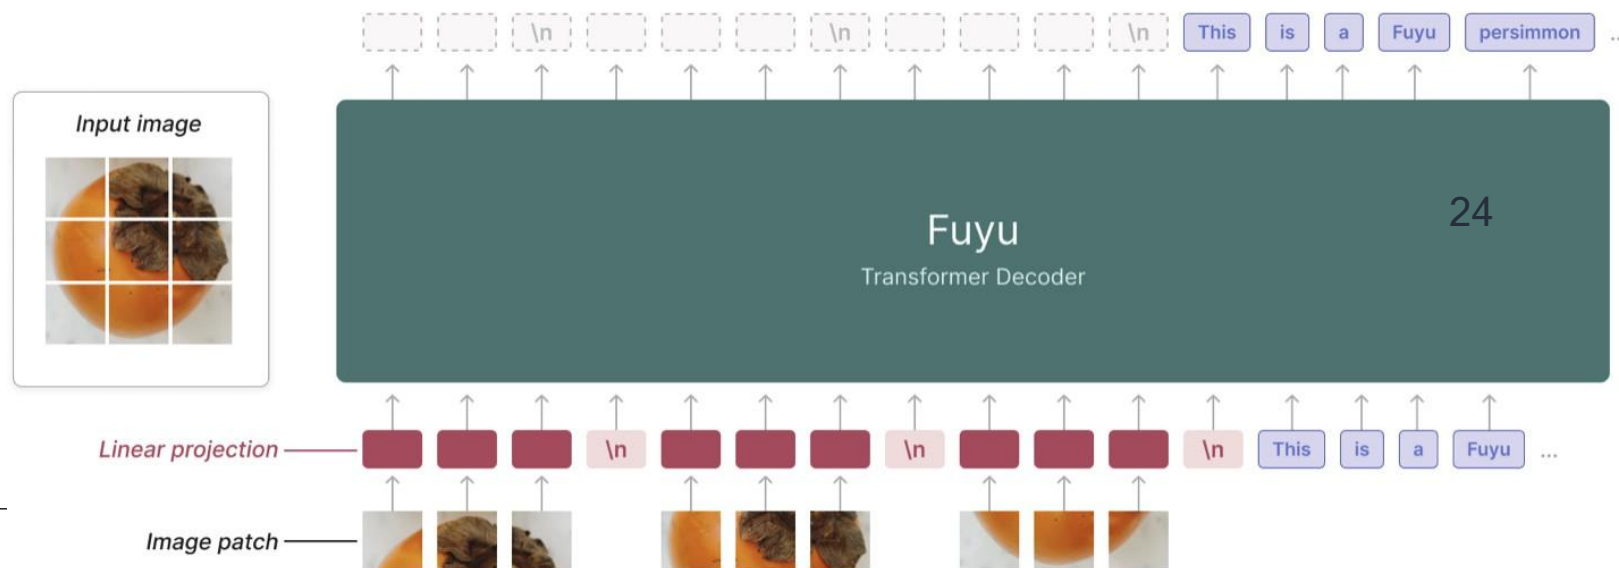 \n \n \n This is a Fuyu persimmon ..
Input image
24
Fuyu
Transformer Decoder
Linear projection \n \n \n This is a Fuyu ...
Image patch